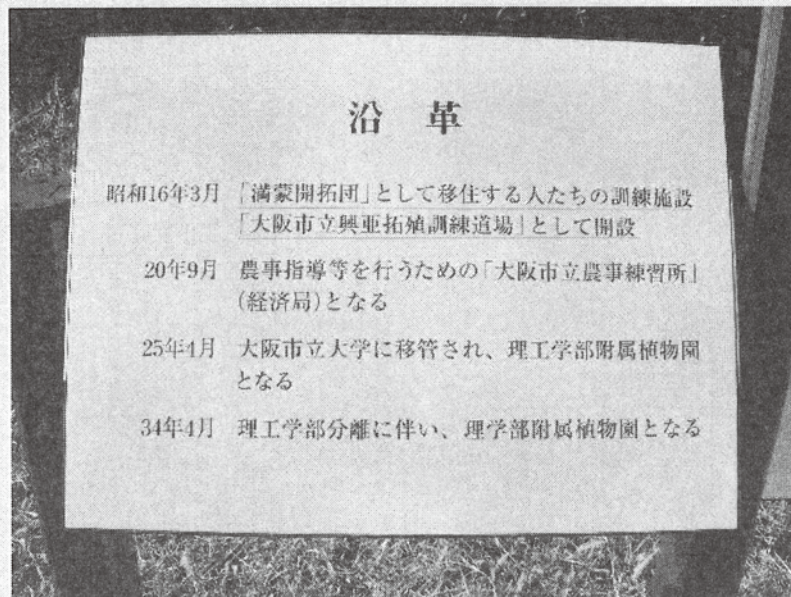 沿革
昭和16年3月 「満蒙開拓団」として移住する人たちの訓練施設
「大阪市立興亜拓殖訓練道場」として開設
20年9月 農事指導等を行うための「大阪市立農事練習所」
(経済局)となる
25年4月 大阪市立大学に移管され、理工学部附属植物園
となる
34年4月 理工学部分離に伴い、理学部附属植物園となる